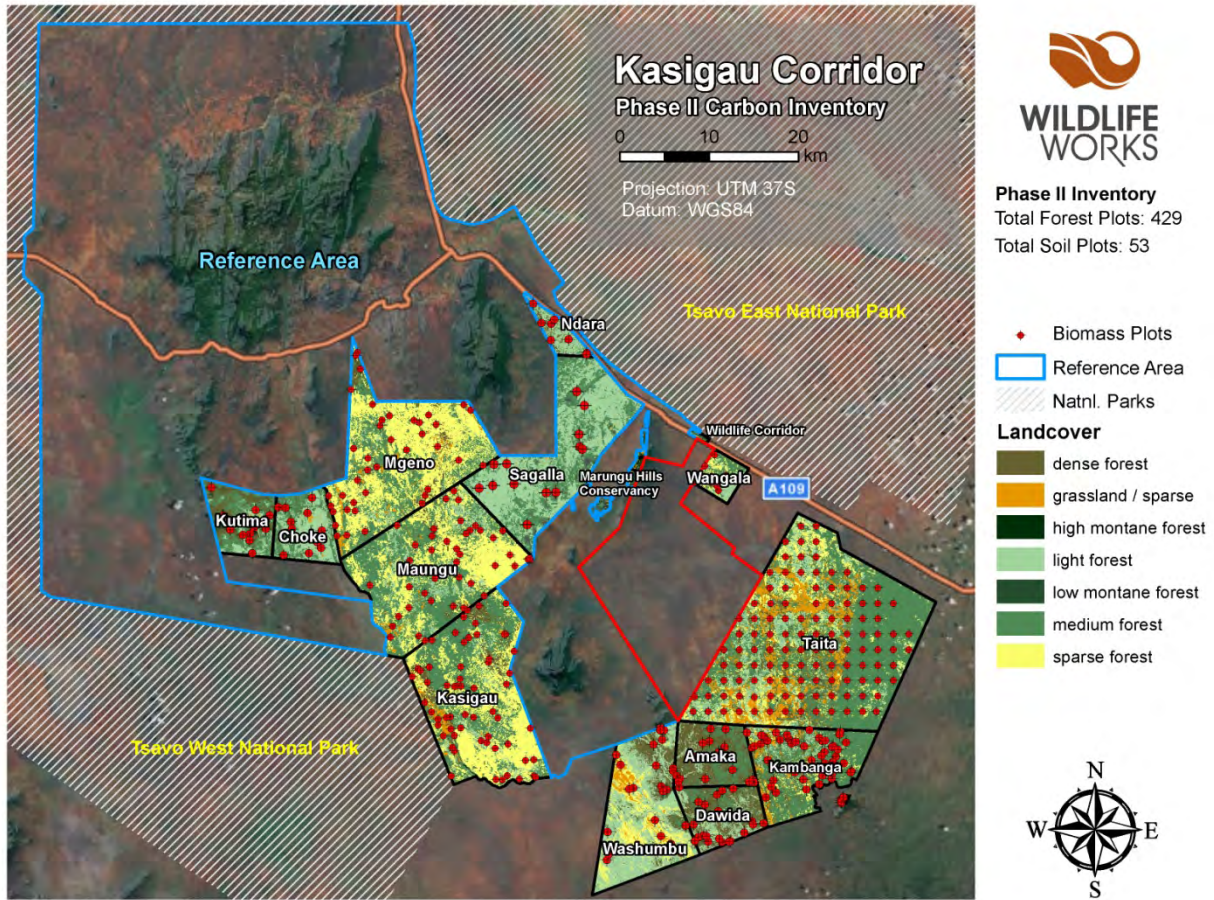 Kasigau Corridor
Phase II Carbon Inventory
0 10 20
km
Projection: UTM 37S
Datum: WGS84
Reference Area
Tsavo East National Park
Ndara
Wildlife Corridor
Mgeno
Sagalla
Marungu Hills
Conservancy
Wangala
A109
Kutima
Choke
Maungu
Taita
Kasigau
Tsavo West National Park
Amaka
Kambanga
Dawida
Washumbu
WILDLIFE
WORKS
Phase II Inventory
Total Forest Plots: 429
Total Soil Plots: 53
Biomass Plots
Reference Area
Natnl. Parks
Landcover
dense forest
grassland / sparse
high montane forest
light forest
low montane forest
medium forest
sparse forest
N
W E
S